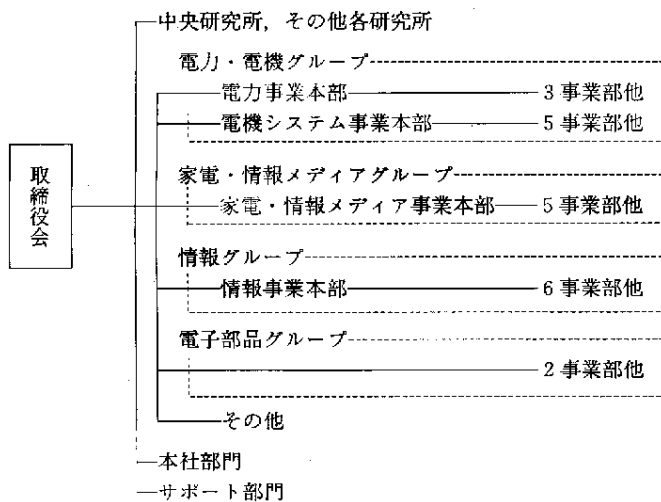 中央研究所，その他各研究所
電力・電機グループ
電力事業本部 3事業部他
電機システム事業本部 5事業部他
取締役会
家電・情報メディアグループ
家電・情報メディア事業本部 5事業部他
情報グループ
情報事業本部 6事業部他
電子部品グループ
2事業部他
その他
本社部門
サポート部門